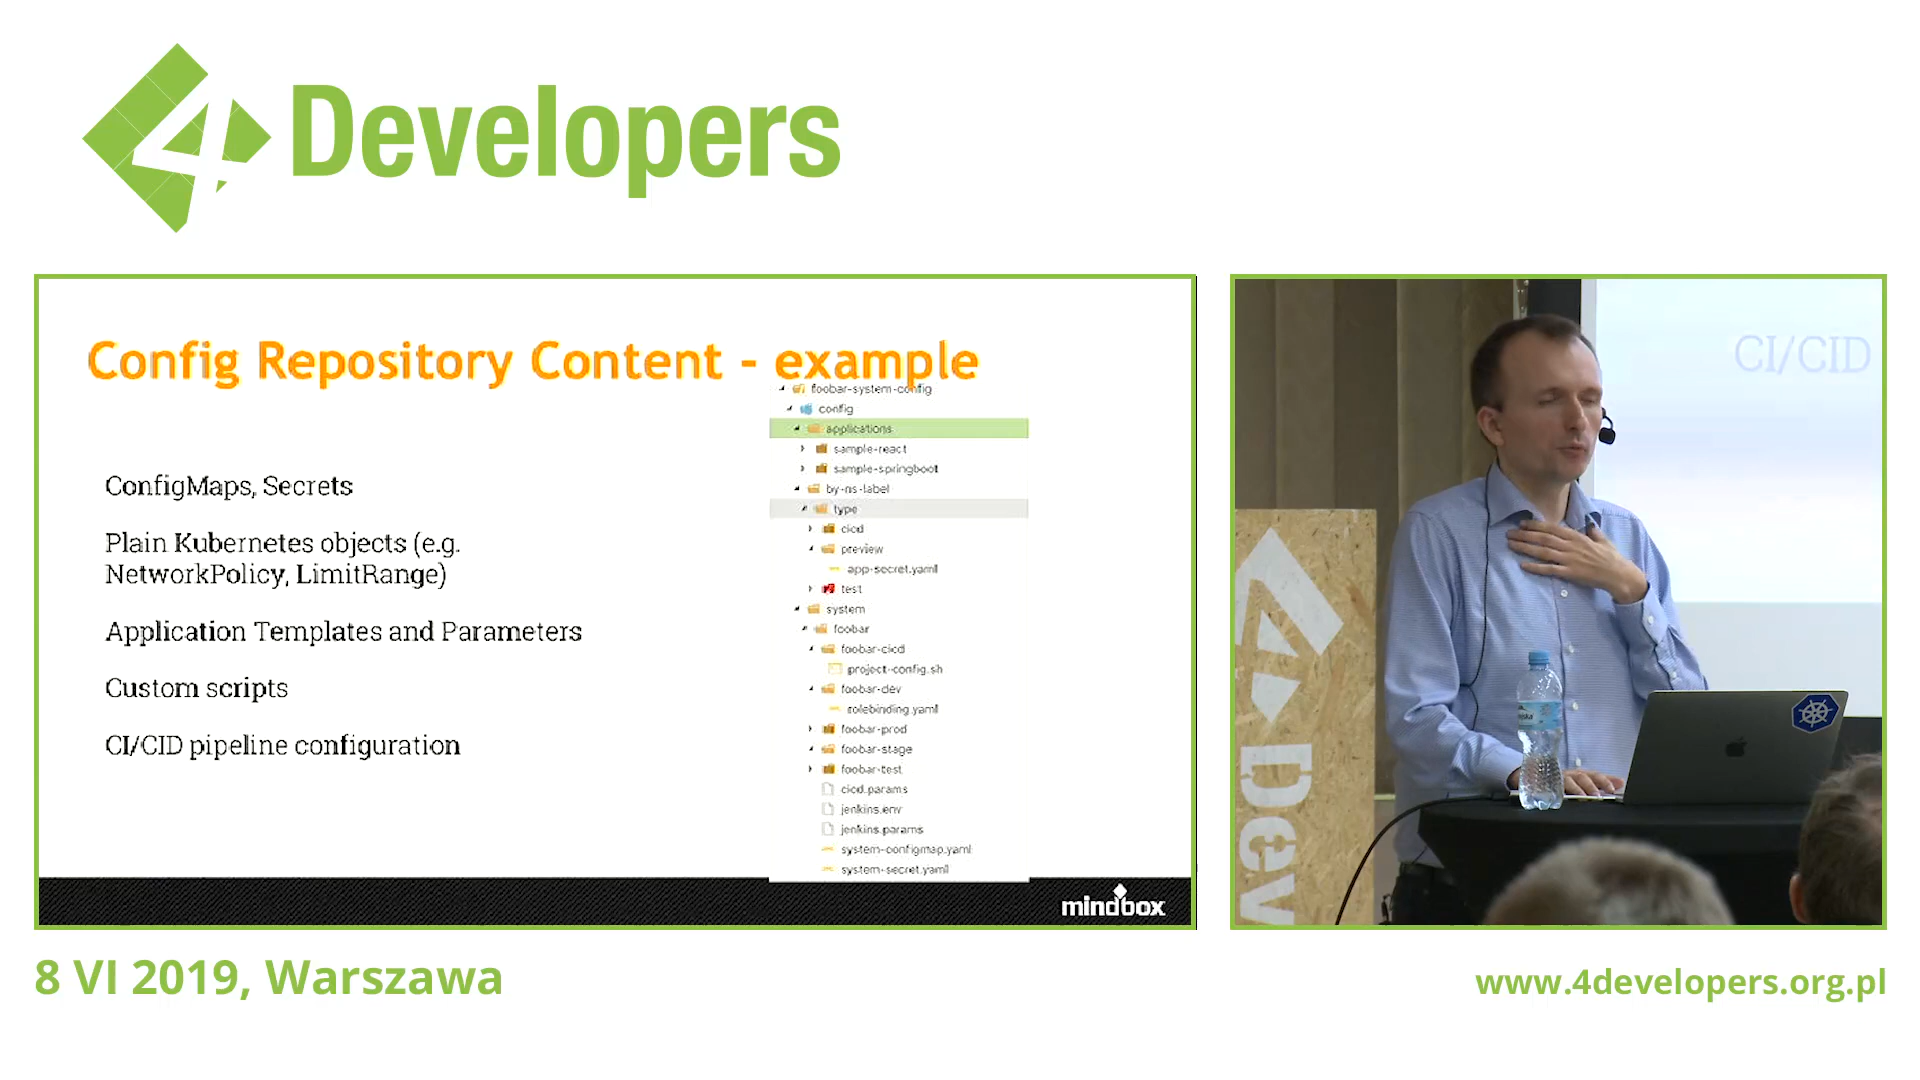 4 Developers
Config Repository Content - example
ConfigMaps, Secrets
Plain Kubernetes objects (e.g.
NetworkPolicy, LimitRange)
Application Templates and Parameters
Custom scripts
CI/CID pipeline configuration
foobar-system-config
config
applications
sample-react
sample-springboot
by-ns-label
type
cicd
preview
app-secret.yaml
test
system
foobar
foobar-cicd
project-config.sh
foobar-dev
rolebinding.yaml
foobar-prod
foobar-stage
foobar-test
cicd.params
jenkins.env
jenkins.params
system-configmap.yaml
system-secret.yaml
mindbox
CI/CID
4 Dev
8 VI 2019, Warszawa
www.4developers.org.pl